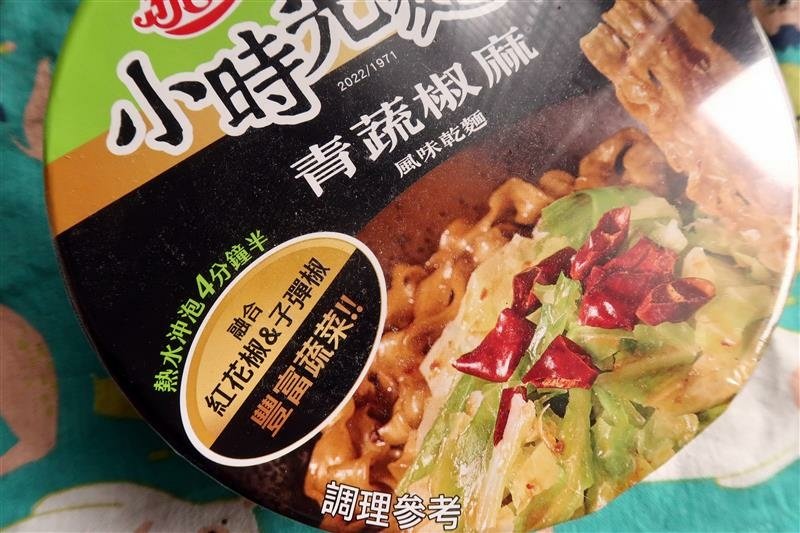 小時光麵
2022/1971
青蔬椒麻
風味乾麵
熱水沖泡4分鐘半
融合
紅花椒&子彈椒
豐富蔬菜!!
調理參考